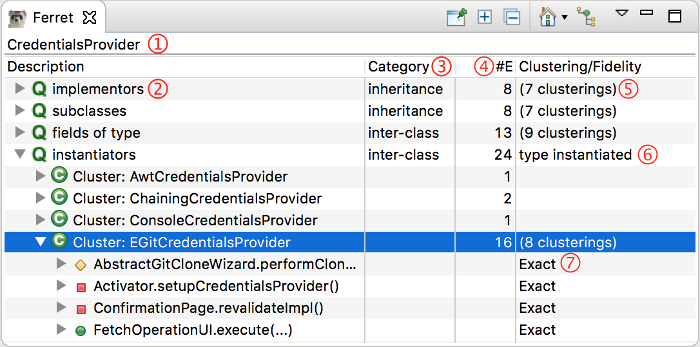 Ferret
CredentialsProvider ①
Description Category ③ ④ #E Clustering/Fidelity
Q implementors ② inheritance 8 (7 clusterings) ⑤
Q subclasses inheritance 8 (7 clusterings)
Q fields of type inter-class 13 (9 clusterings)
Q instantiators inter-class 24 type instantiated ⑥
C Cluster: AwtCredentialsProvider 1
C Cluster: ChainingCredentialsProvider 2
C Cluster: ConsoleCredentialsProvider 1
C Cluster: EGitCredentialsProvider 16 (8 clusterings)
AbstractGitCloneWizard.performClon... Exact ⑦
Activator.setupCredentialsProvider() Exact
ConfirmationPage.revalidateImpl() Exact
FetchOperationUI.execute(...) Exact